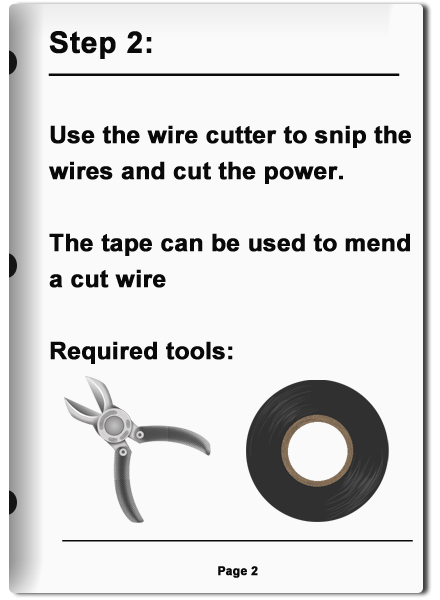 Step 2:
Use the wire cutter to snip the
wires and cut the power.
The tape can be used to mend
a cut wire
Required tools:
Page 2